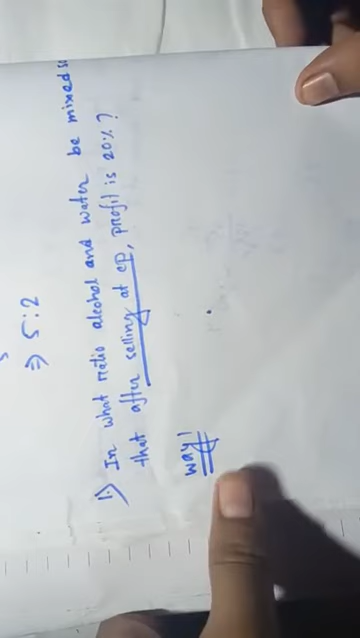 ⇒ 5:2
1.) In what ratio alcohol and water be mixed so
that after selling at cp, profit is 20%?
way 1